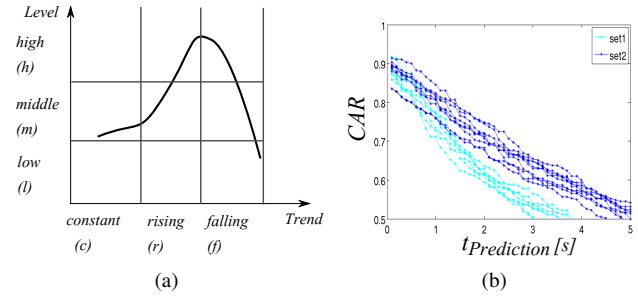 Level
high
(h)
middle
(m)
low
(l)
constant rising falling Trend
(c) (r) (f)
(a)
set1
set2
1
0.9
0.8
0.7
0.6
0.5
CAR
0 1 2 3 4 5
tPrediction [s]
(b)